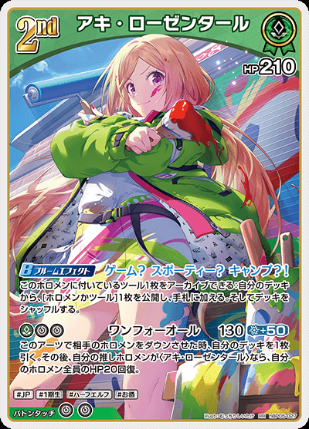 2nd
アキ・ローゼンタール
HP 210
ブルームエフェクト ゲーム? スポーティー? キャンプ?!
このホロメンに付いているツール1枚をアーカイブできる：自分のデッキ
から、〈ホロメンかツール〉1枚を公開し、手札に加える。そしてデッキを
シャッフルする。
ワンフォーオール 130 +50
このアーツで相手のホロメンをダウンさせた時、自分のデッキを1枚
引く。その後、自分の推しホロメンが〈アキ・ローゼンタール〉なら、自分
のホロメン全員のHP20回復。
#JP #1期生 #ハーフエルフ #お酒
バトンタッチ